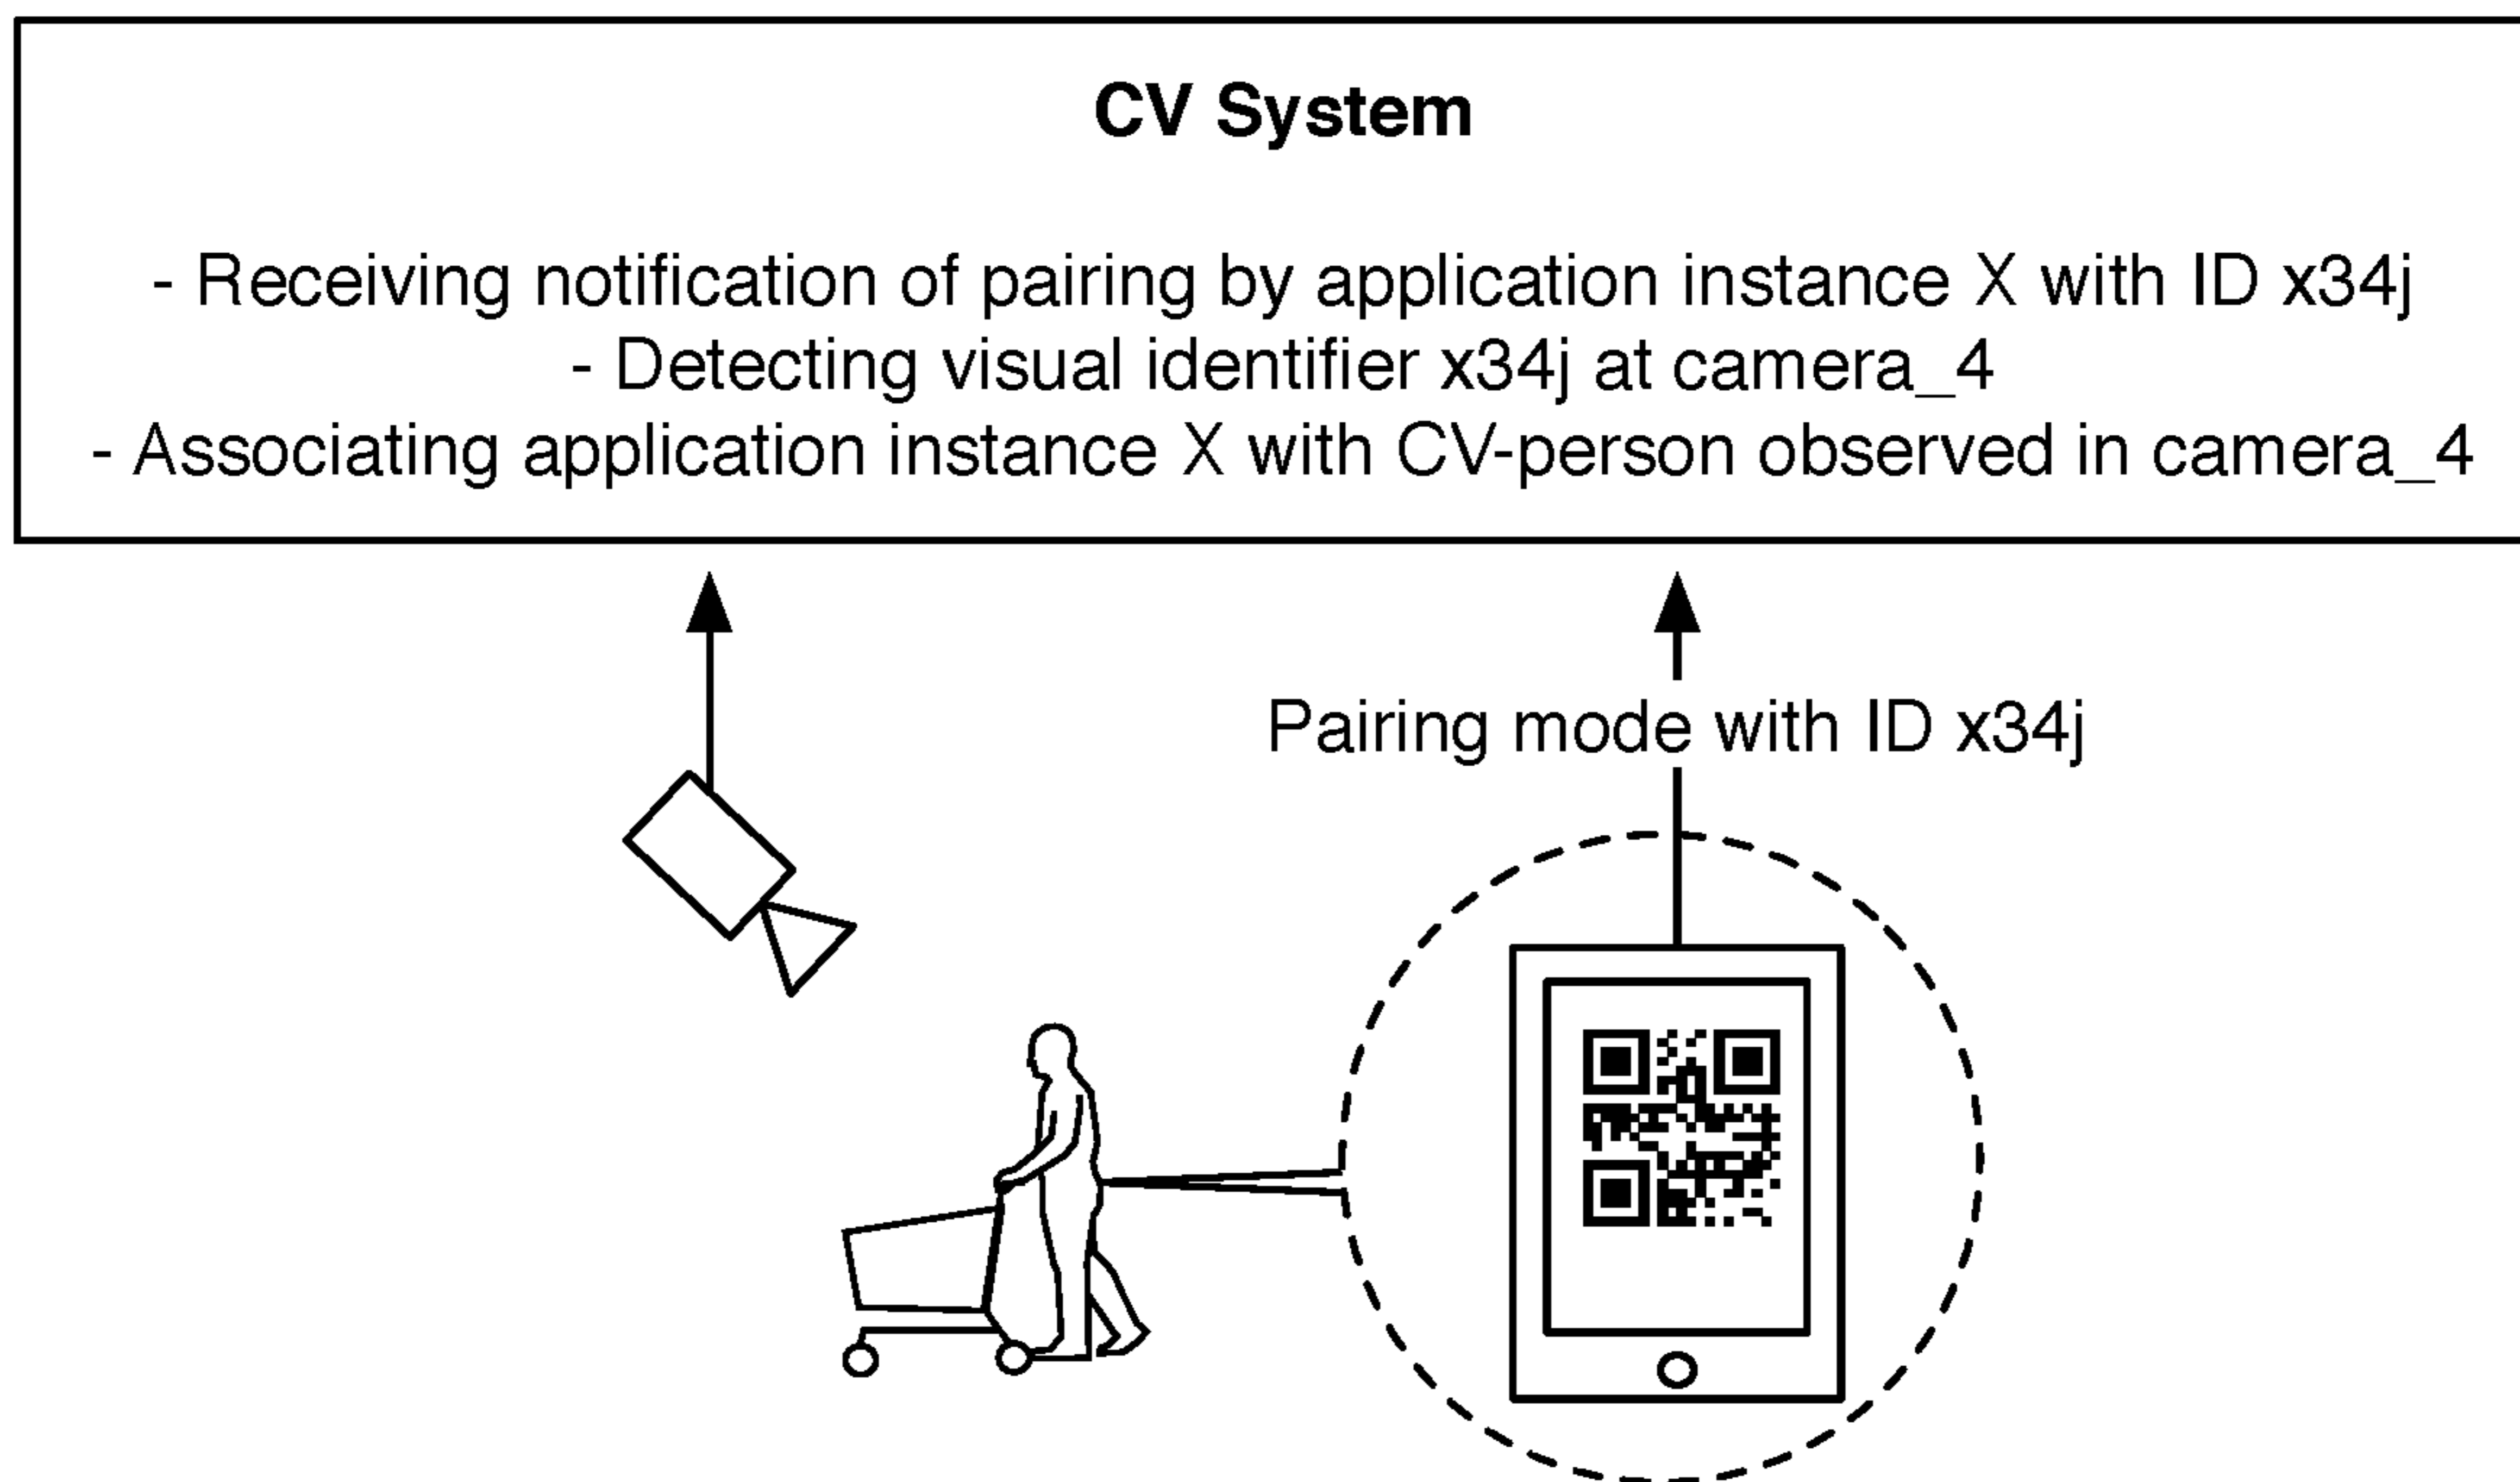 CV System
- Receiving notification of pairing by application instance X with ID x34j
- Detecting visual identifier x34j at camera_4
- Associating application instance X with CV-person observed in camera_4
Pairing mode with ID x34j